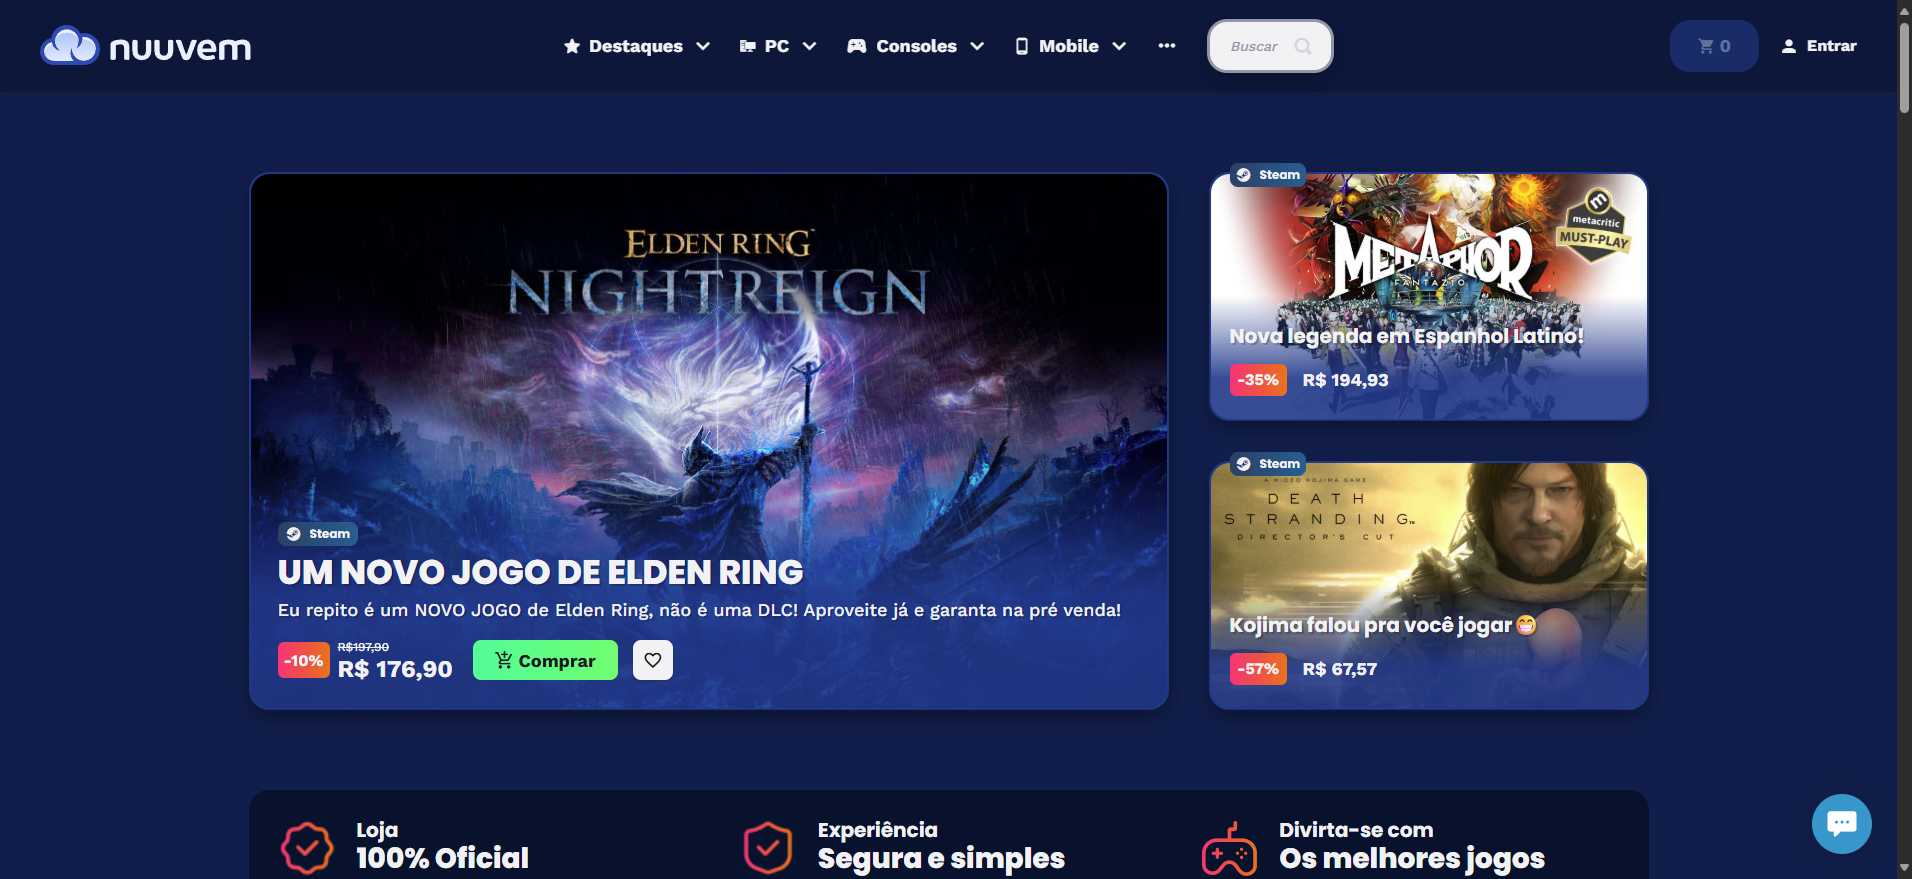 nuuvem
Destaques
PC
Consoles
Mobile
Buscar
0
Entrar
ELDEN RING
NIGHTREIGN
Steam
UM NOVO JOGO DE ELDEN RING
Eu repito é um NOVO JOGO de Elden Ring, não é uma DLC! Aproveite já e garanta na pré venda!
-10%
R$197,90
R$ 176,90
Comprar
Steam
metacritic
MUST-PLAY
METAPHOR
RE
FANTAZIO
Nova legenda em Espanhol Latino!
-35%
R$ 194,93
Steam
A HIDEO KOJIMA GAME
DEATH
STRANDING™
DIRECTOR'S CUT
Kojima falou pra você jogar😁
-57%
R$ 67,57
Loja
100% Oficial
Experiência
Segura e simples
Divirta-se com
Os melhores jogos